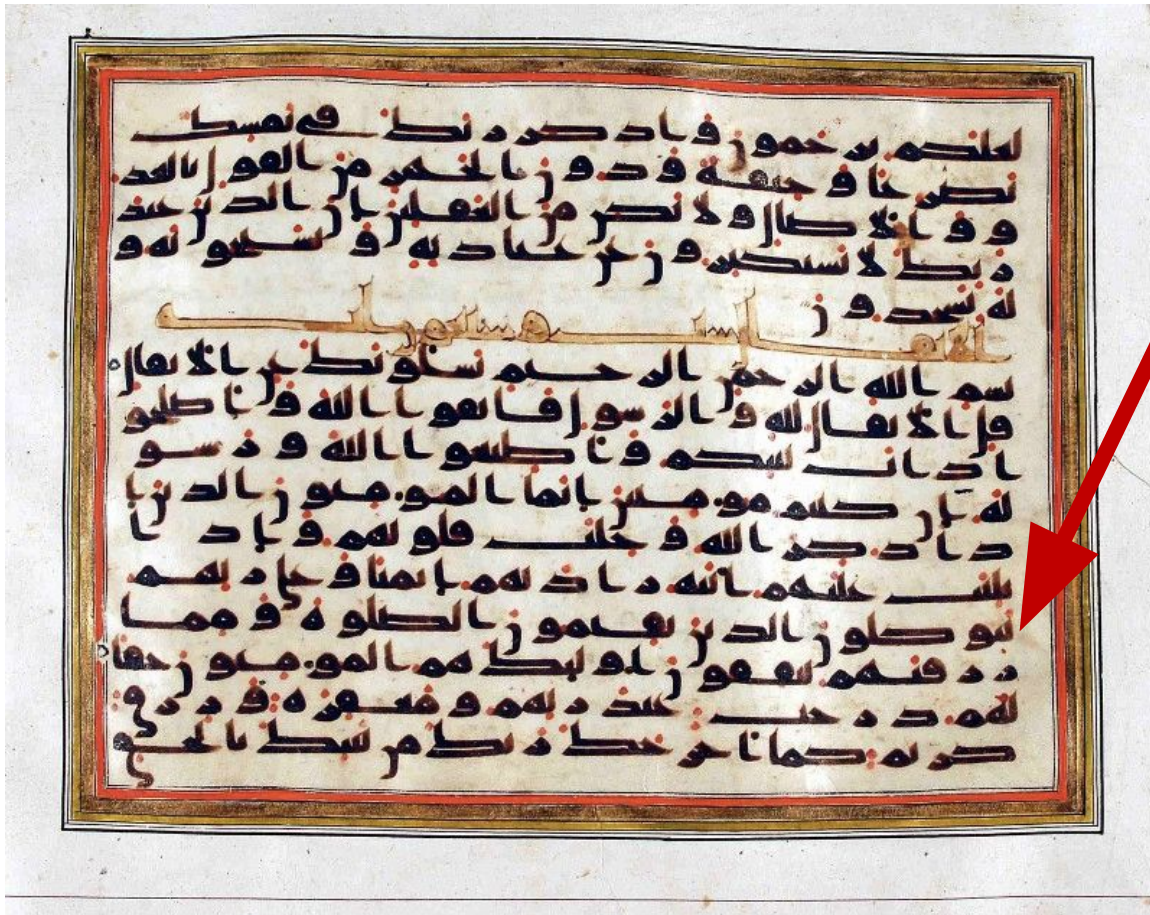 لعلكم ترحمون واذكر ربك في نفسك
تضرعا وخيفة ودون الجهر من القول بالغد
و والاصال ولا تكن من الغفلين ان الذين عند
ربك لا يستكبرون عن عبادته ويسبحونه و
له يسجدون
الانفال
بسم الله الرحمن الرحيم يسلونك عن الانفال
قل الانفال لله والرسول فاتقوا الله واصلحو
ا ذات بينكم واطيعوا الله ورسو
له ان كنتم مومنين انما المومنون الذين ا
ذا ذكر الله وجلت قلوبهم واذا
تليت عليهم ايته زادتهم ايمنا وعلى ربهم
يتوكلون الذين يقيمون الصلوة ومما
رزقنهم ينفقون اولئك هم المومنون حقا
لهم درجت عند ربهم ومغفرة ورزق
كريم كما اخرجك ربك من بيتك بالحق